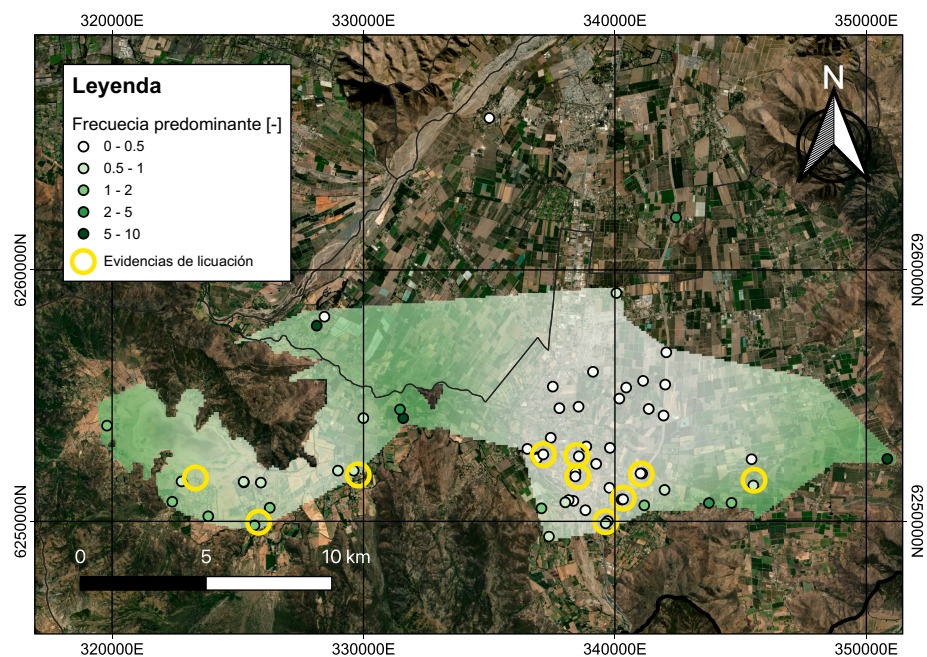 320000E 330000E 340000E 350000E
Leyenda
Frecuecia predominante [-]
0 - 0.5
0.5 - 1
1 - 2
2 - 5
5 - 10
Evidencias de licuación
N
6260000N 6260000N
6250000N 6250000N
0 5 10 km
320000E 330000E 340000E 350000E